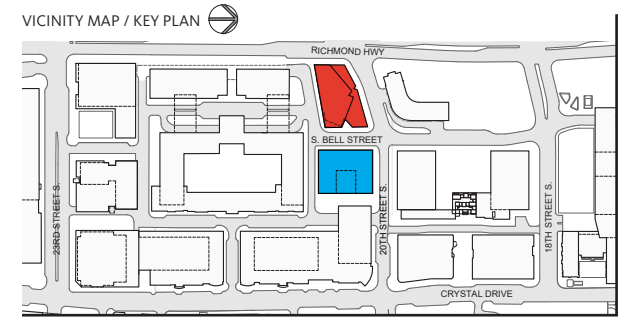 VICINITY MAP / KEY PLAN
RICHMOND HWY
S. BELL STREET
23RD STREET S.
20TH STREET S.
18TH STREET S.
CRYSTAL DRIVE